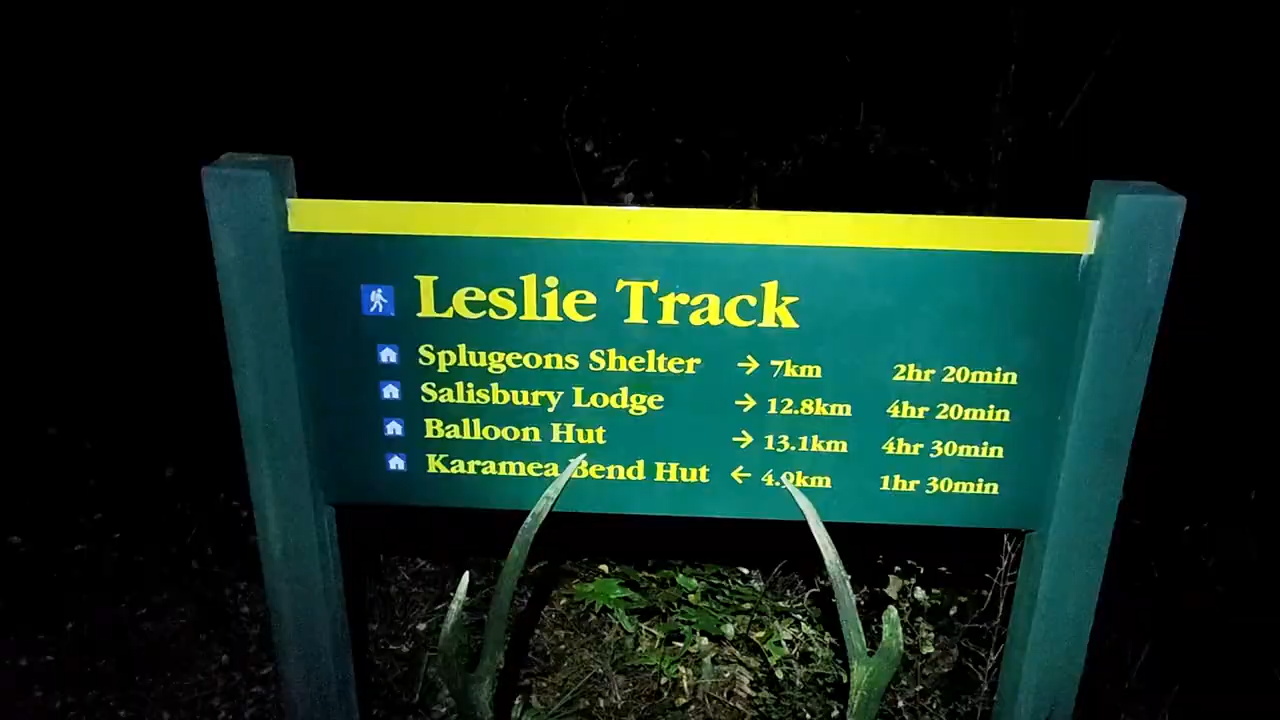 Leslie Track
Splugeons Shelter → 7km 2hr 20min
Salisbury Lodge → 12.8km 4hr 20min
Balloon Hut → 13.1km 4hr 30min
Karamea Bend Hut ← 4.9km 1hr 30min